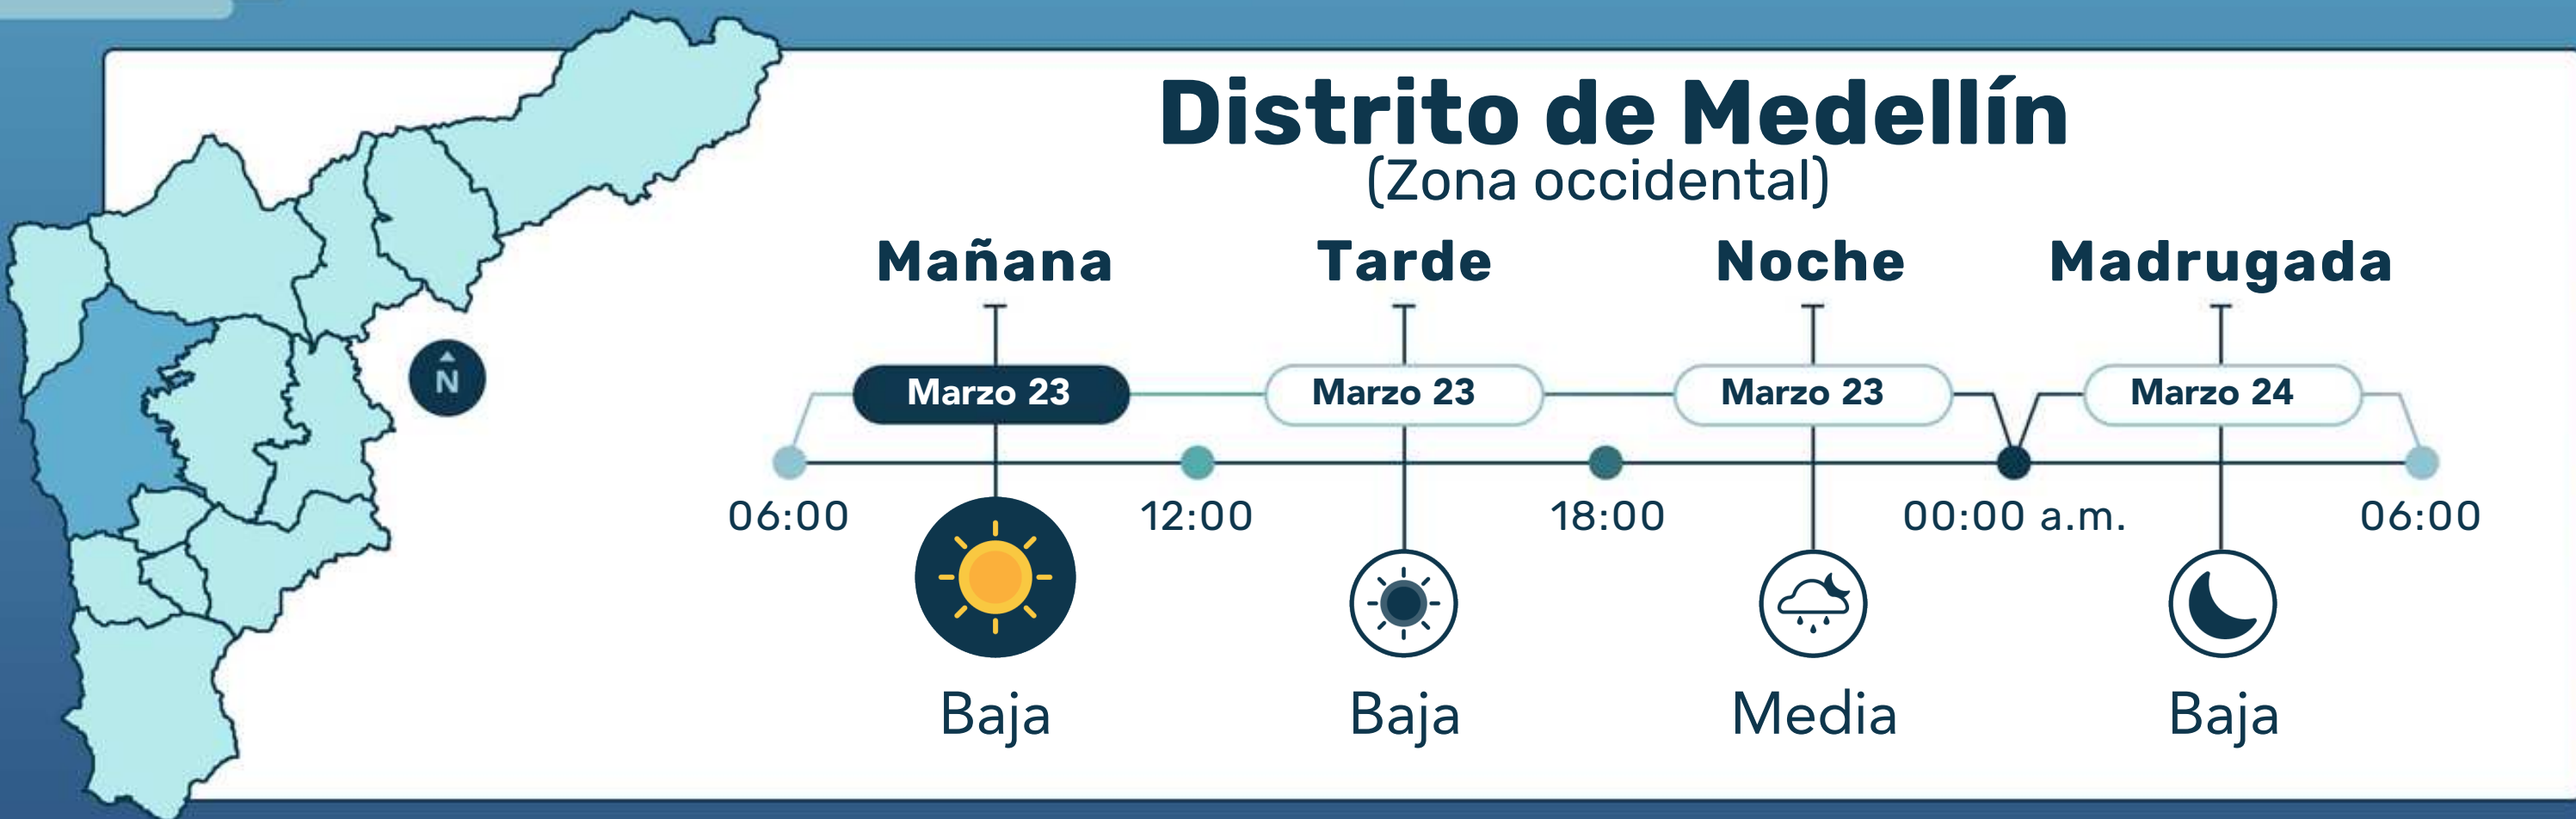 Distrito de Medellín
(Zona occidental)
Mañana Tarde Noche Madrugada
Marzo 23 Marzo 23 Marzo 23 Marzo 24
N
06:00 12:00 18:00 00:00 a.m. 06:00
Baja Baja Media Baja